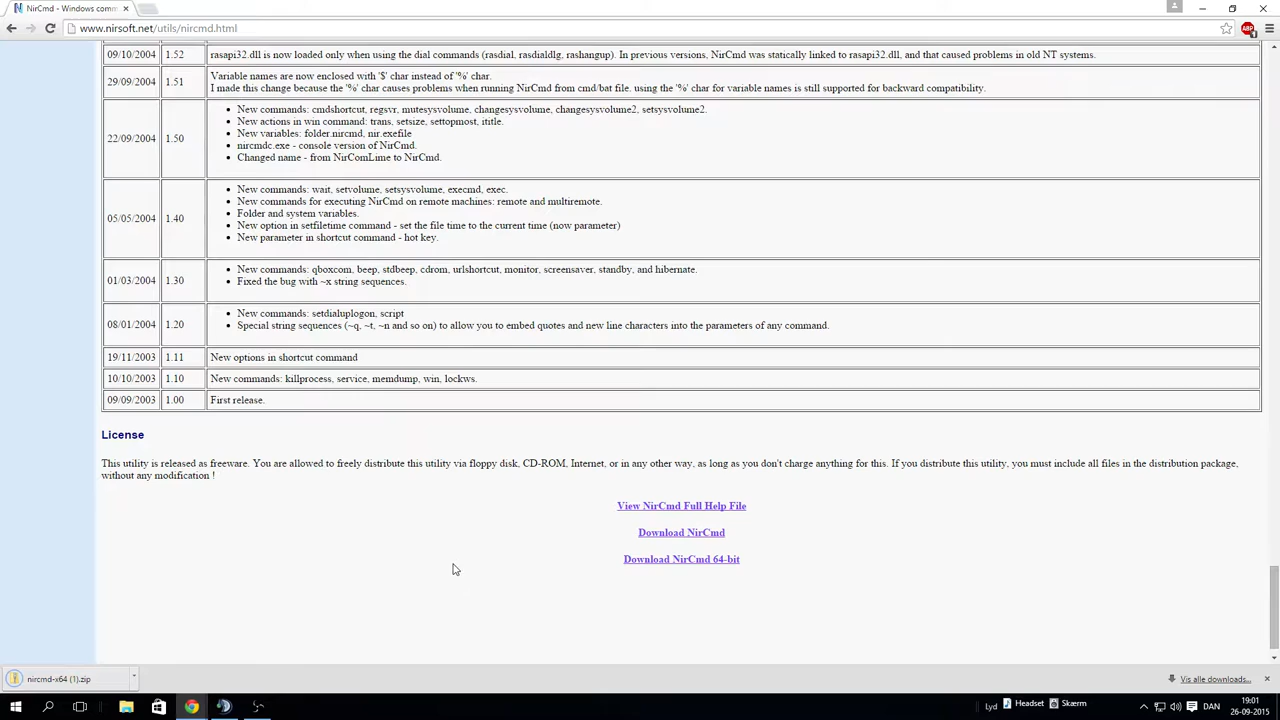 NirCmd - Windows comm
www.nirsoft.net/utils/nircmd.html
ABP
09/10/2004 1.52 rasapi32.dll is now loaded only when using the dial commands (rasdial, rasdialdlg, rashangup). In previous versions, NirCmd was statically linked to rasapi32.dll, and that caused problems in old NT systems.
29/09/2004 1.51 Variable names are now enclosed with '$' char instead of '%' char.
I made this change because the '%' char causes problems when running NirCmd from cmd/bat file. using the '%' char for variable names is still supported for backward compatibility.
22/09/2004 1.50
• New commands: cmdshortcut, regsvr, mutesysvolume, changesysvolume, changesysvolume2, setsysvolume2.
• New actions in win command: trans, setsize, settopmost, ititle.
• New variables: folder.nircmd, nir.exefile
• nircmdc.exe - console version of NirCmd.
• Changed name - from NirComLime to NirCmd.
05/05/2004 1.40
• New commands: wait, setvolume, setsysvolume, execmd, exec.
• New commands for executing NirCmd on remote machines: remote and multiremote.
• Folder and system variables.
• New option in setfiletime command - set the file time to the current time (now parameter)
• New parameter in shortcut command - hot key.
01/03/2004 1.30
• New commands: qboxcom, beep, stdbeep, cdrom, urlshortcut, monitor, screensaver, standby, and hibernate.
• Fixed the bug with ~x string sequences.
08/01/2004 1.20
• New commands: setdialuplogon, script
• Special string sequences (~q, ~t, ~n and so on) to allow you to embed quotes and new line characters into the parameters of any command.
19/11/2003 1.11 New options in shortcut command
10/10/2003 1.10 New commands: killprocess, service, memdump, win, lockws.
09/09/2003 1.00 First release.
License
This utility is released as freeware. You are allowed to freely distribute this utility via floppy disk, CD-ROM, Internet, or in any other way, as long as you don't charge anything for this. If you distribute this utility, you must include all files in the distribution package,
without any modification !
View NirCmd Full Help File
Download NirCmd
Download NirCmd 64-bit
nircmd-x64 (1).zip
Vis alle downloads...
Lyd Headset Skærm DAN 19:01
26-09-2015